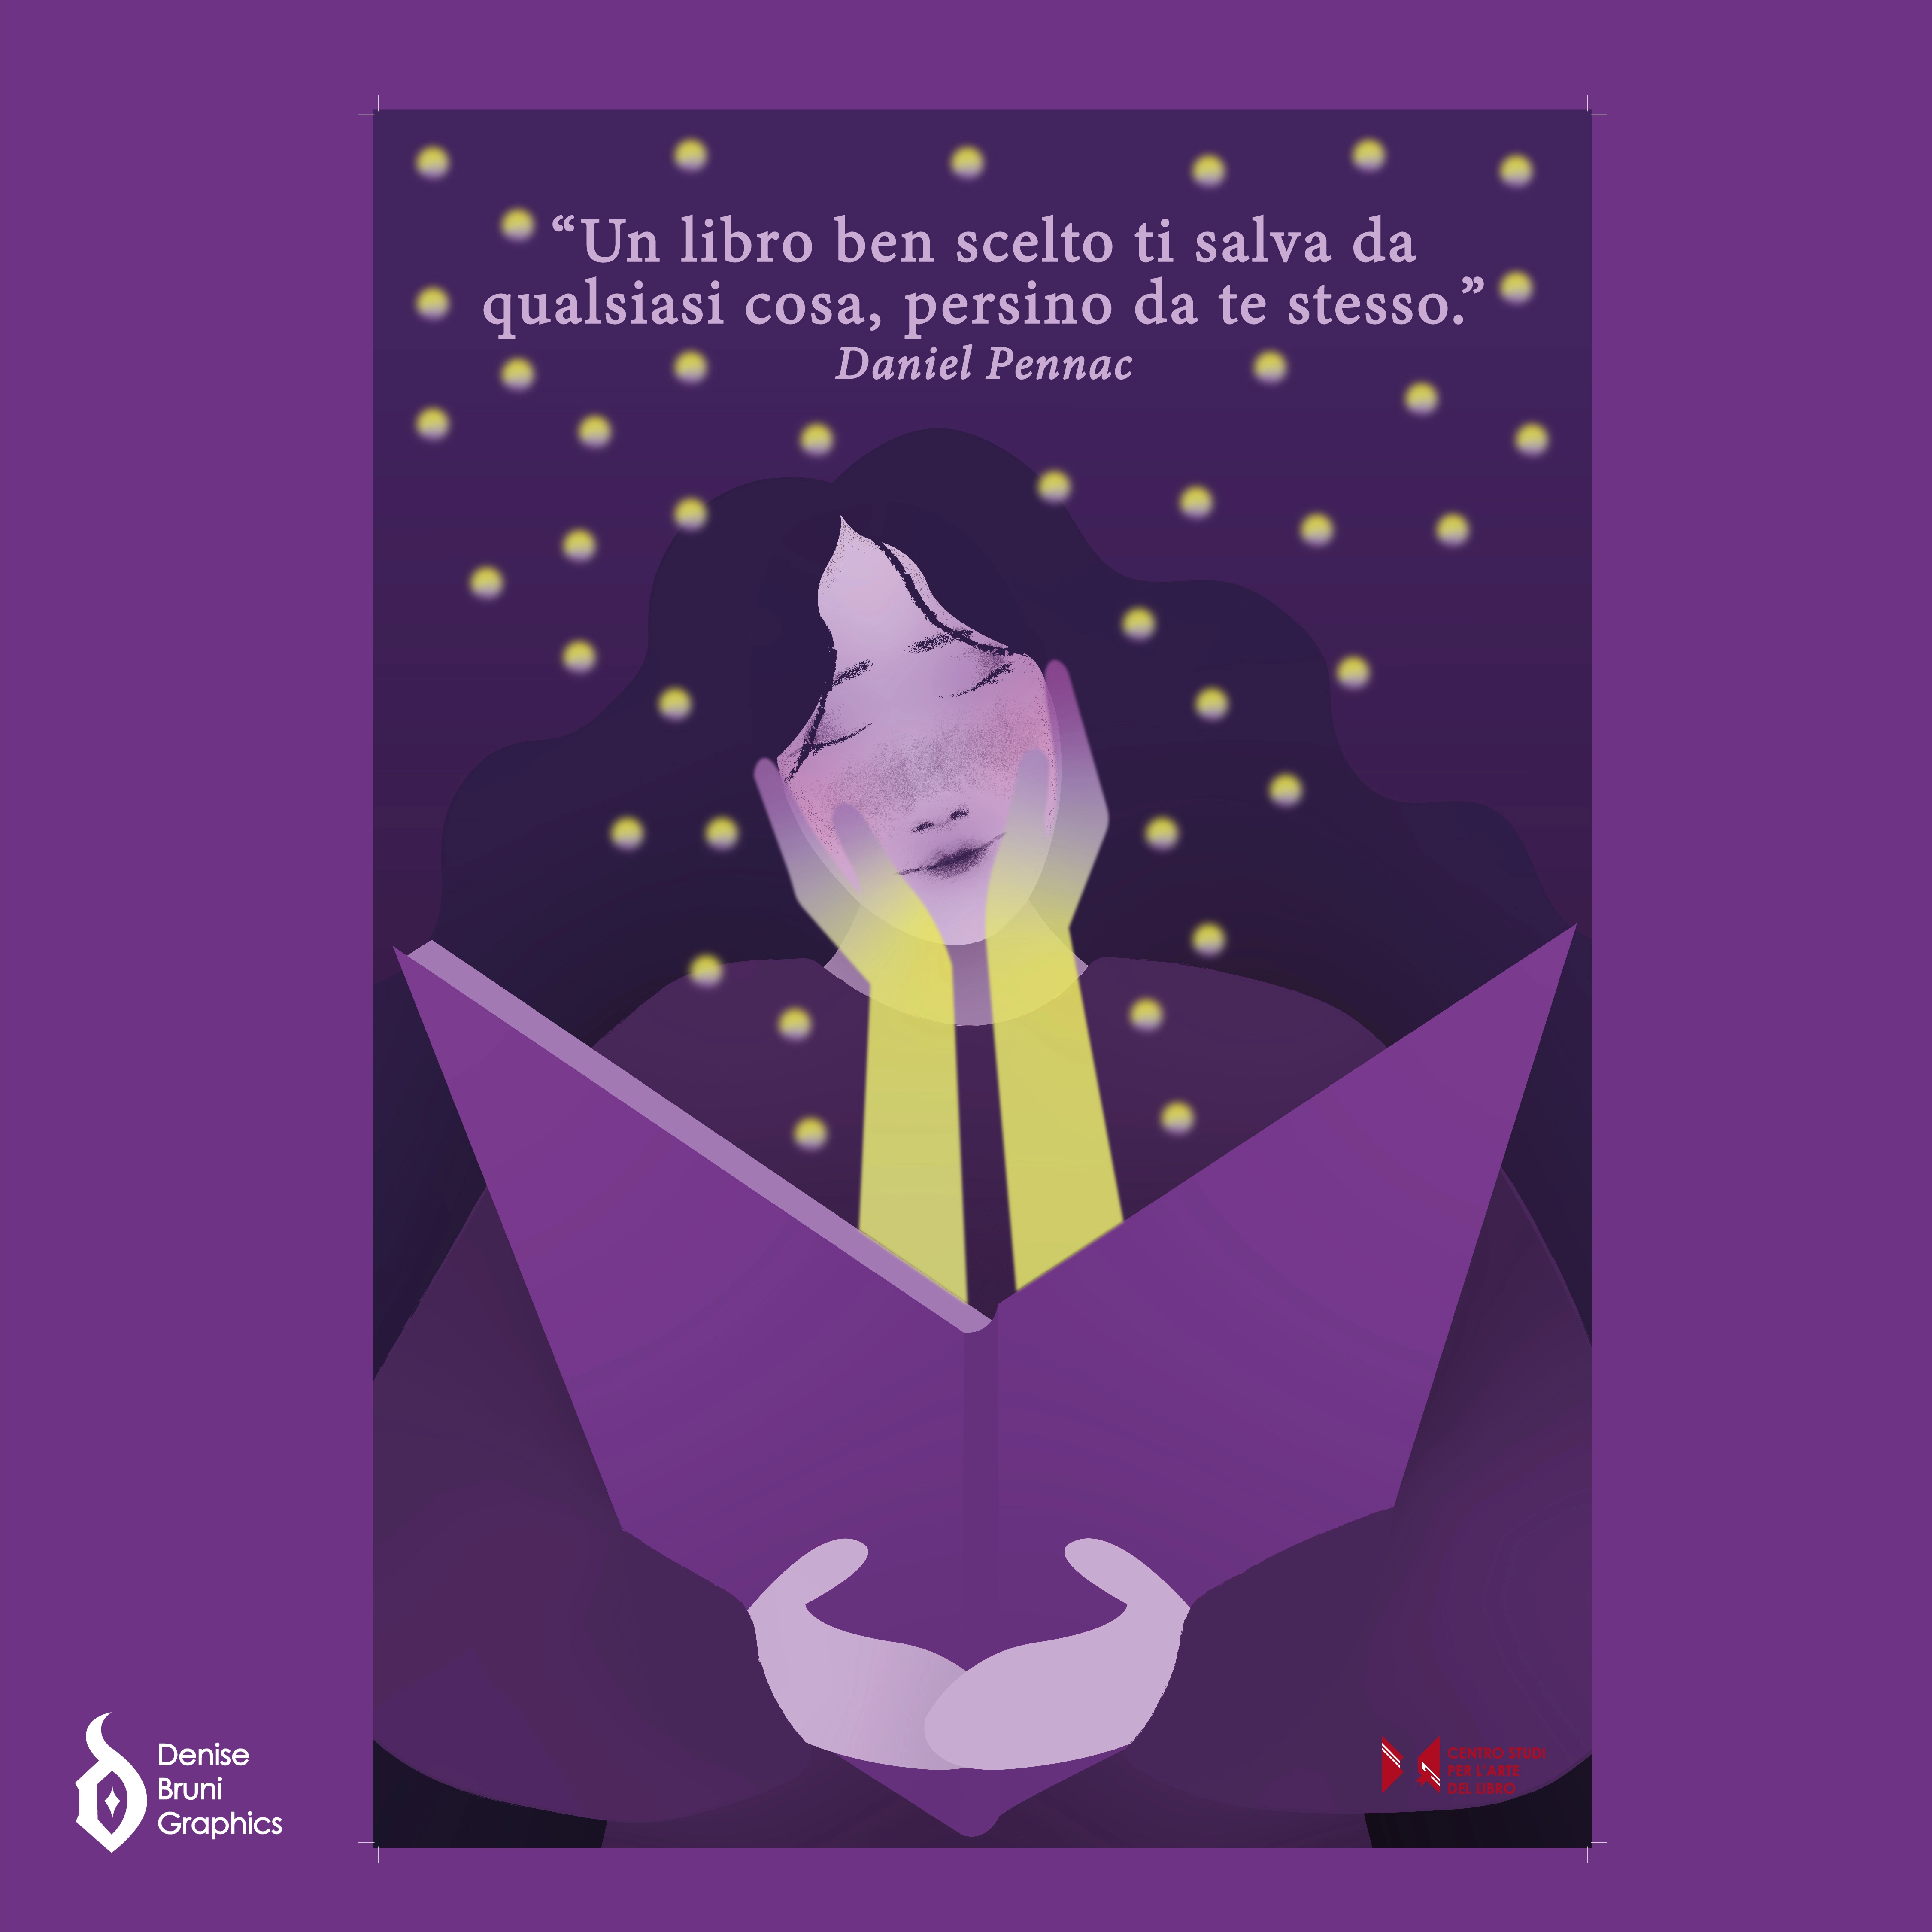 “Un libro ben scelto ti salva da
qualsiasi cosa, persino da te stesso.”
Daniel Pennac
Denise
Bruni
Graphics
CENTRO STUDI
PER L'ARTE
DEL LIBRO